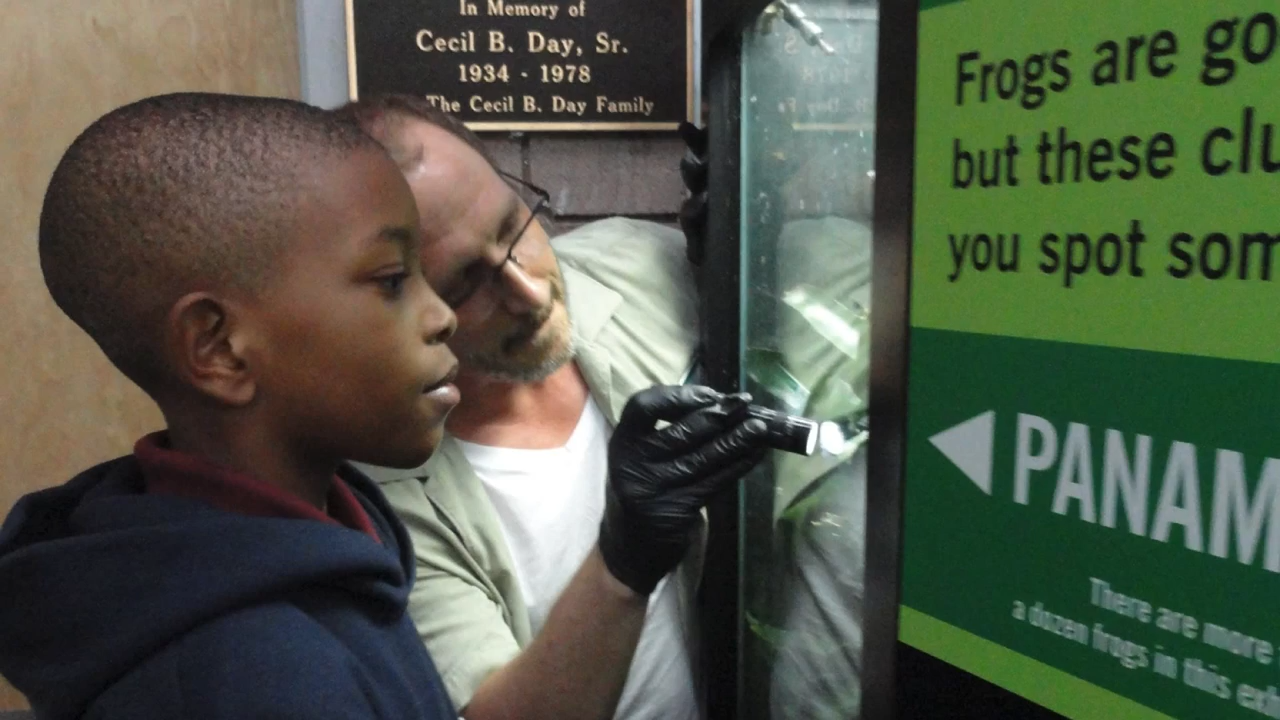 In Memory of
Cecil B. Day, Sr.
1934 - 1978
The Cecil B. Day Family
Frogs are go
but these clu
you spot som
PANAM
There are more
a dozen frogs in this ex